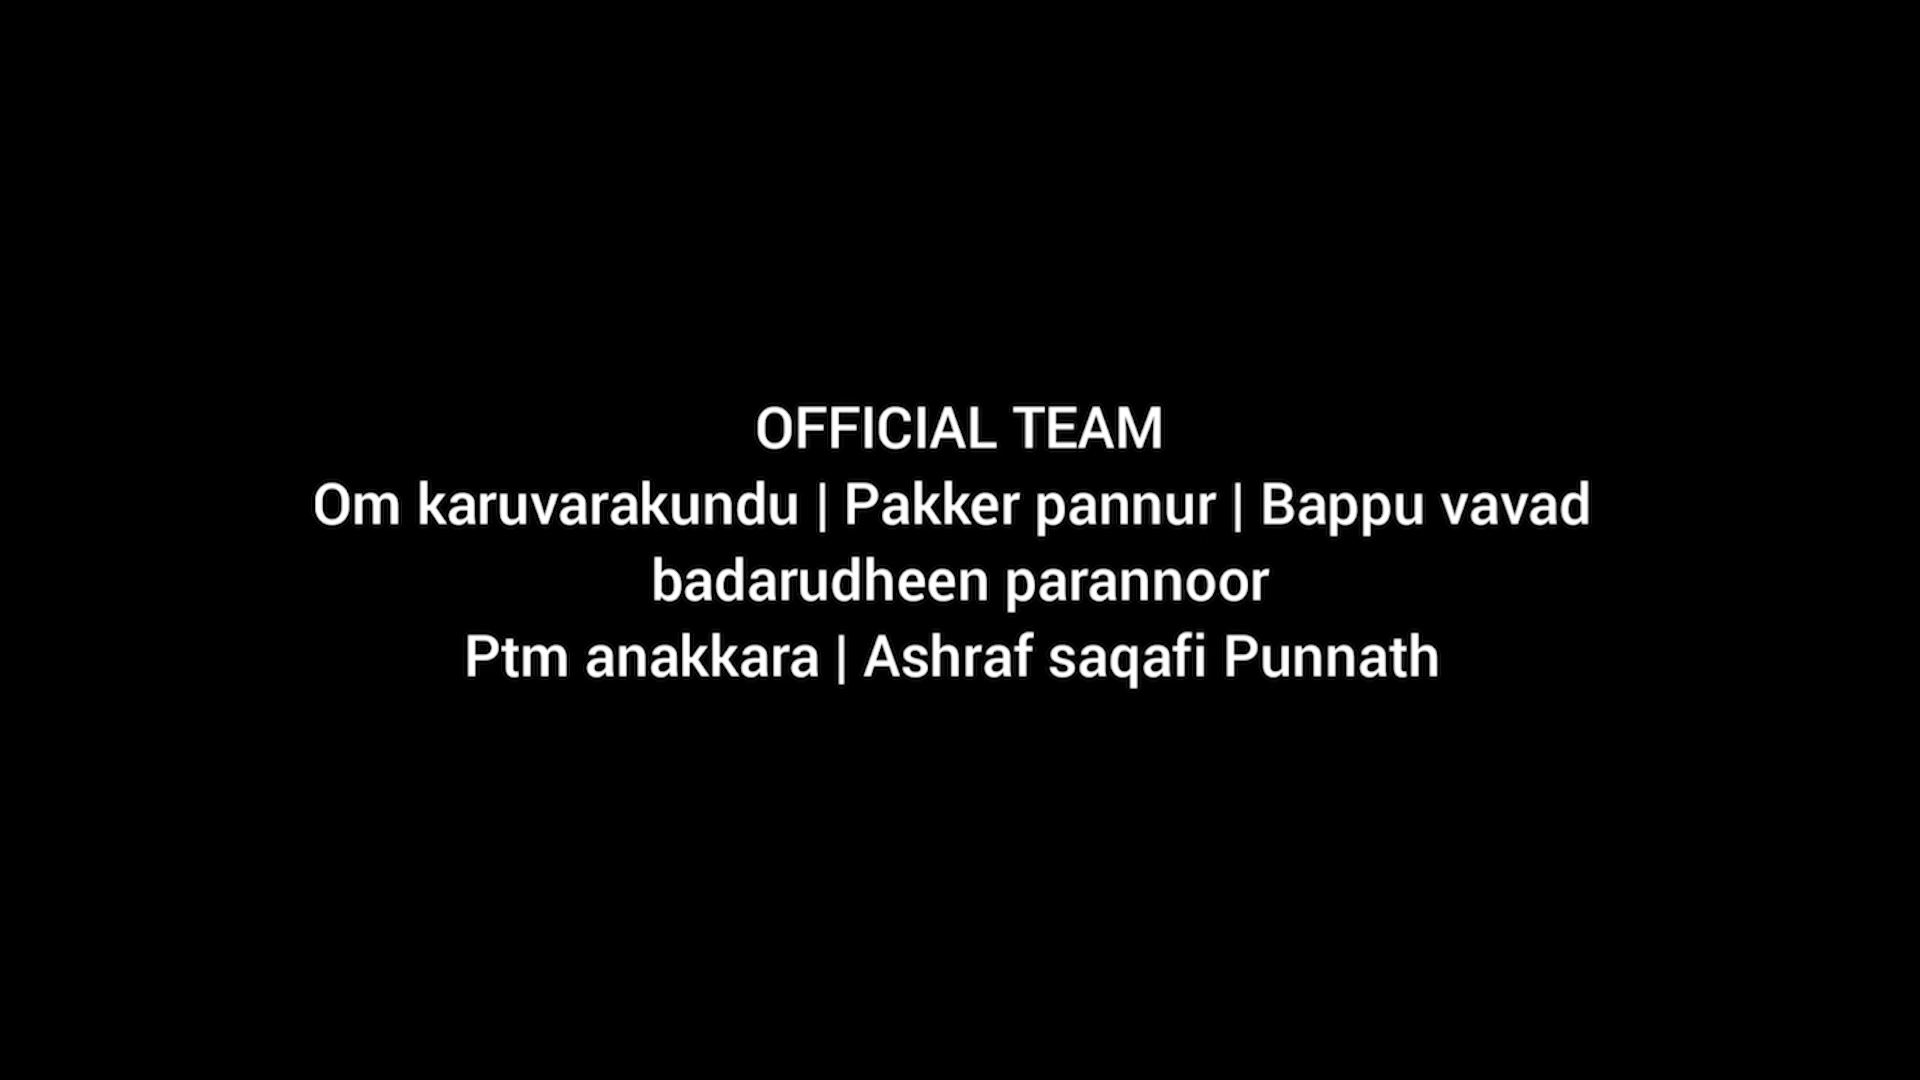 OFFICIAL TEAM
Om karuvarakundu | Pakker pannur | Bappu vavad
badarudheen parannoor
Ptm anakkara | Ashraf saqafi Punnath